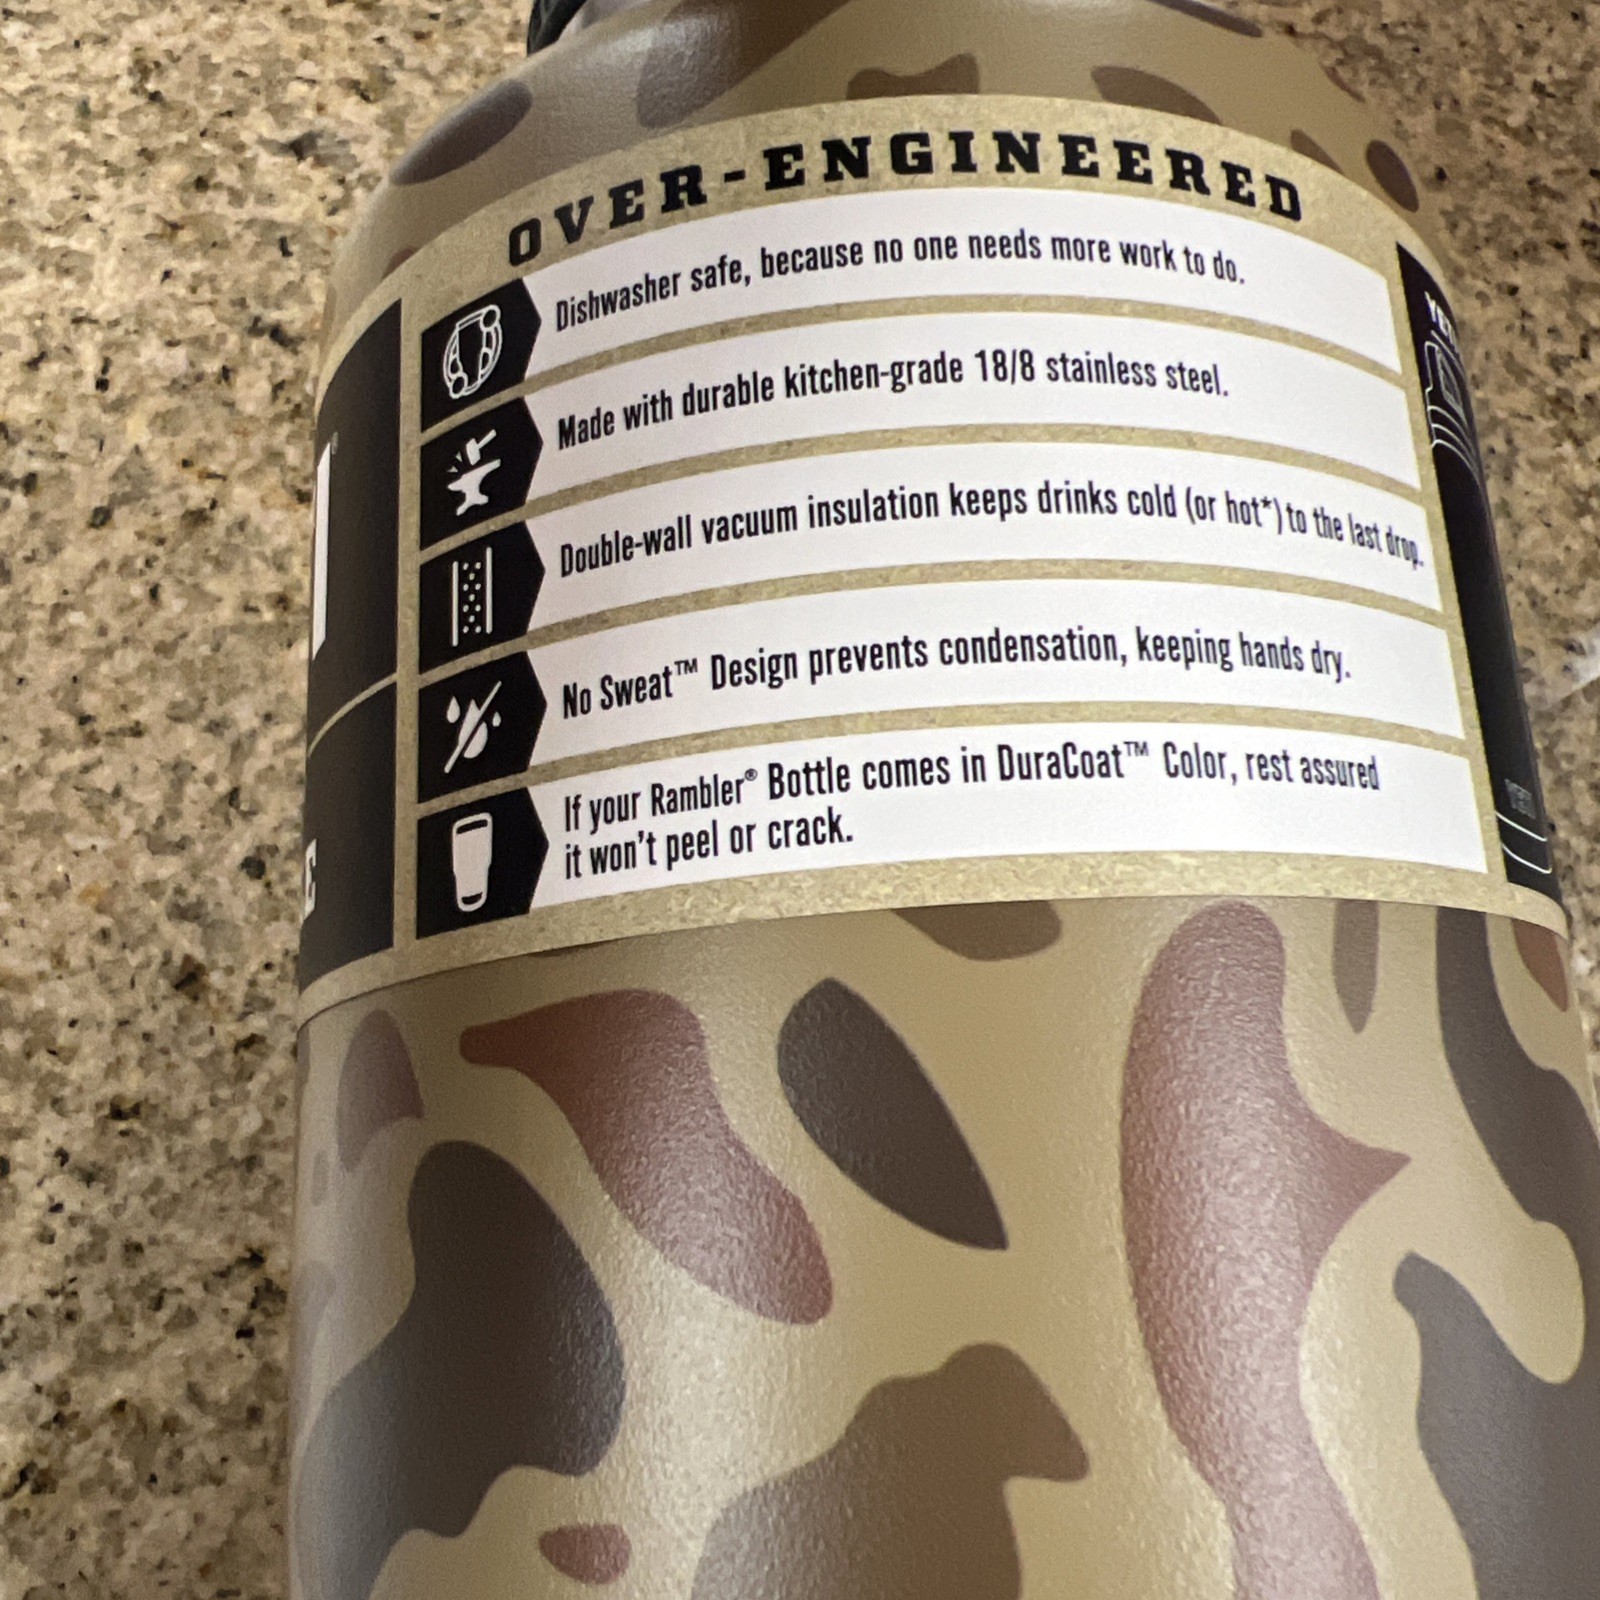 OVER-ENGINEERED
Dishwasher safe, because no one needs more work to do.
Made with durable kitchen-grade 18/8 stainless steel.
Double-wall vacuum insulation keeps drinks cold (or hot*) to the last drop.
No Sweat™ Design prevents condensation, keeping hands dry.
If your Rambler® Bottle comes in DuraCoat™ Color, rest assured
it won't peel or crack.